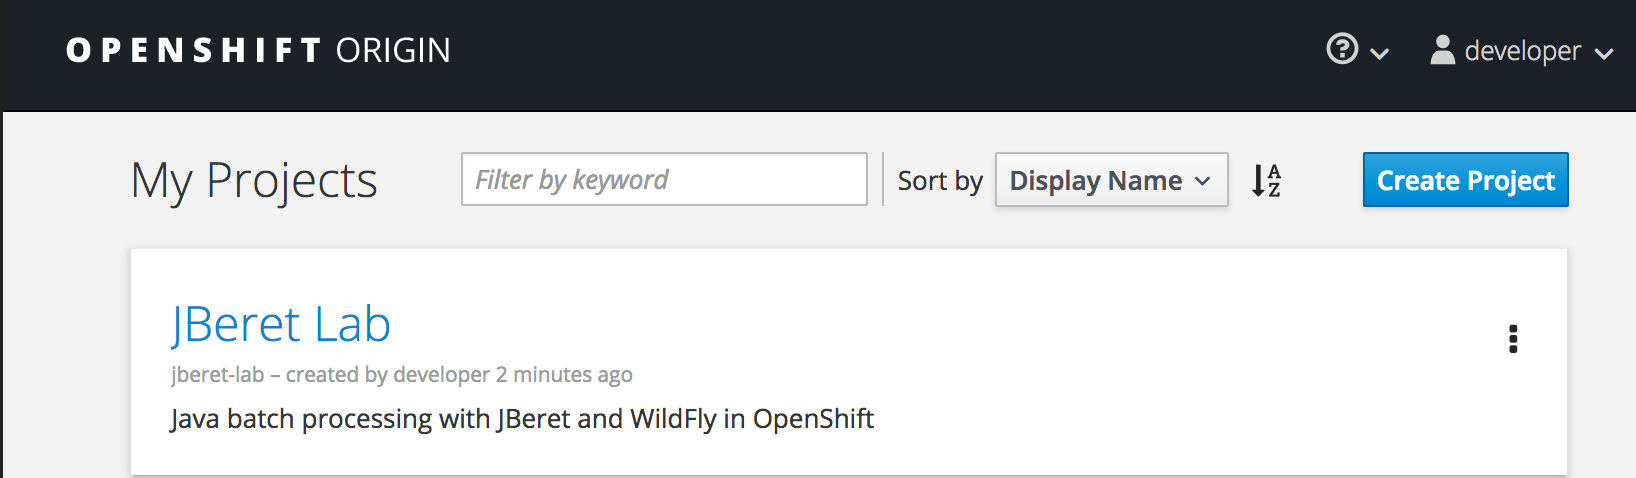 OPENSHIFT ORIGIN
? developer
My Projects Filter by keyword Sort by Display Name A Z Create Project
JBeret Lab
jberet-lab – created by developer 2 minutes ago
Java batch processing with JBeret and WildFly in OpenShift